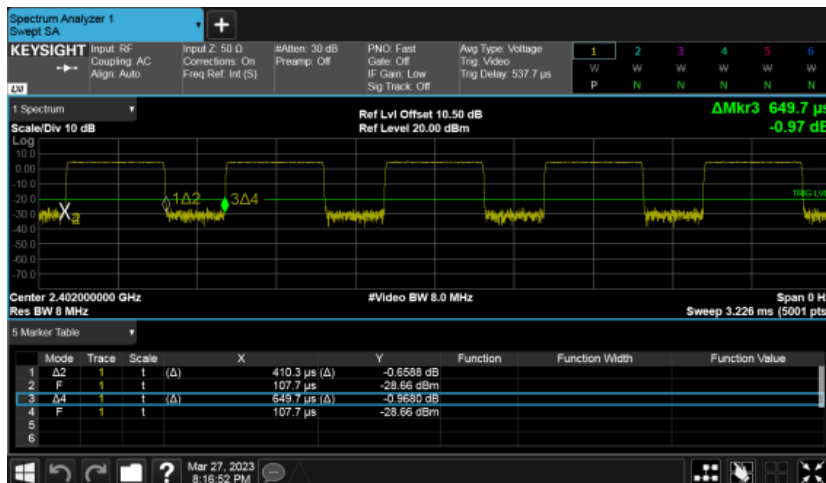 Spectrum Analyzer 1
Swept SA
+
KEYSIGHT Input: RF Input Z: 50 Ω #Atten: 30 dB PNO: Fast Avg Type: Voltage 1 2 3 4 5 6
Coupling: AC Corrections: On Preamp: Off Gate: Off Trig: Video W W W W W W
Align: Auto Freq Ref: Int (S) IF Gain: Low Trig Delay: 537.7 µs P N N N N N
Sig Track: Off
LXI
1 Spectrum Ref Lvl Offset 10.50 dB ΔMkr3 649.7 µs
Scale/Div 10 dB Ref Level 20.00 dBm -0.97 dB
Log
10.0
0.00
-10.0
-20.0 1Δ2 3Δ4 TRIG LVL
-30.0
-40.0
-50.0
-60.0
-70.0
Center 2.402000000 GHz #Video BW 8.0 MHz Span 0 H
Res BW 8 MHz Sweep 3.226 ms (5001 pts
5 Marker Table
Mode Trace Scale X Y Function Function Width Function Value
1 Δ2 1 t (Δ) 410.3 µs (Δ) -0.6588 dB
2 F 1 t 107.7 µs -28.66 dBm
3 Δ4 1 t (Δ) 649.7 µs (Δ) -0.9680 dB
4 F 1 t 107.7 µs -28.66 dBm
5
6
? Mar 27, 2023
8:16:52 PM